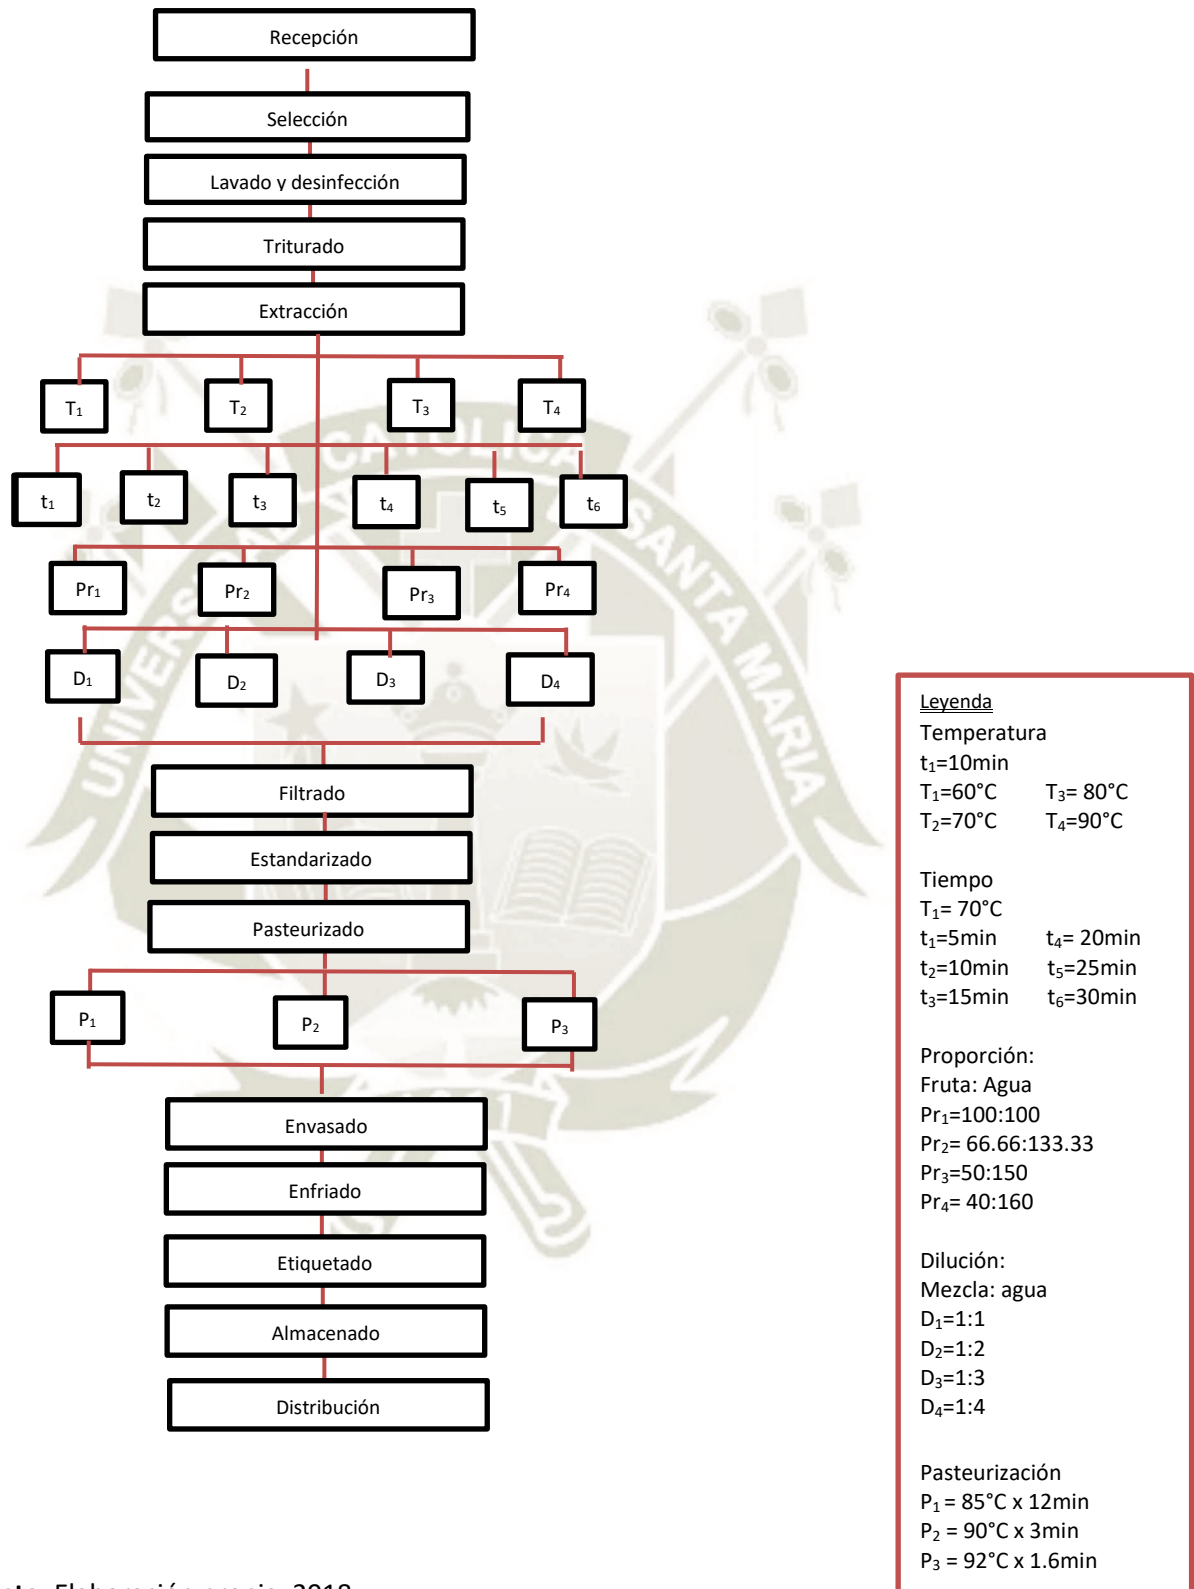 Recepción
Selección
Lavado y desinfección
Triturado
Extracción
T₁ T₂ T₃ T₄
t₁ t₂ t₃ t₄ t₅ t₆
Pr₁ Pr₂ Pr₃ Pr₄
D₁ D₂ D₃ D₄
Filtrado
Estandarizado
Pasteurizado
P₁ P₂ P₃
Envasado
Enfriado
Etiquetado
Almacenado
Distribución
Leyenda
Temperatura
t₁=10min
T₁=60°C T₃= 80°C
T₂=70°C T₄=90°C
Tiempo
T₁= 70°C
t₁=5min t₄= 20min
t₂=10min t₅=25min
t₃=15min t₆=30min
Proporción:
Fruta: Agua
Pr₁=100:100
Pr₂= 66.66:133.33
Pr₃=50:150
Pr₄= 40:160
Dilución:
Mezcla: agua
D₁=1:1
D₂=1:2
D₃=1:3
D₄=1:4
Pasteurización
P₁ = 85°C x 12min
P₂ = 90°C x 3min
P₃ = 92°C x 1.6min
UNIVERSIDAD CATOLICA SANTA MARIA
1961